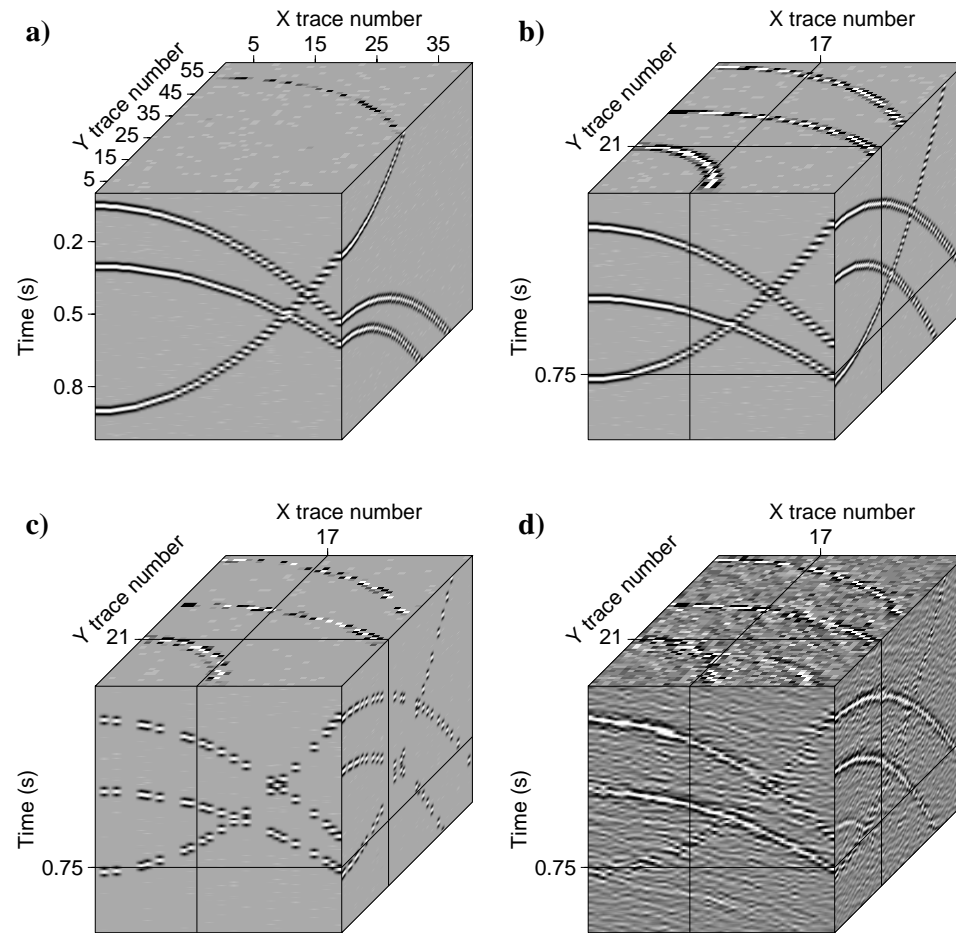 a)
X trace number
5 15 25 35
Y trace number
55
45
35
25
15
5
Time (s)
0.2
0.5
0.8
b)
X trace number
17
Y trace number
21
Time (s)
0.75
c)
X trace number
17
Y trace number
21
Time (s)
0.75
d)
X trace number
17
Y trace number
21
Time (s)
0.75